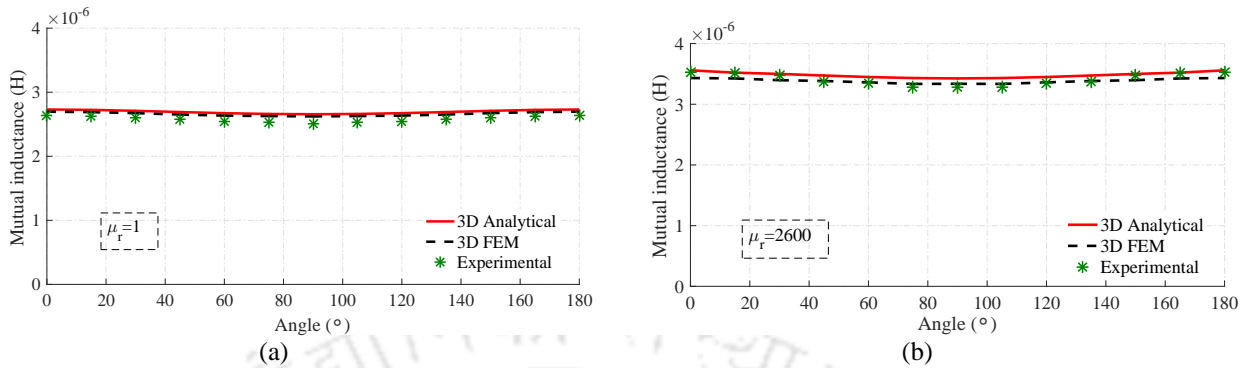 ×10⁻⁶
4
3
2
1
0
Mutual inductance (H)
μr=1
3D Analytical
3D FEM
Experimental
0 20 40 60 80 100 120 140 160 180
Angle (°)
(a)
×10⁻⁶
4
3
2
1
0
Mutual inductance (H)
μr=2600
3D Analytical
3D FEM
Experimental
0 20 40 60 80 100 120 140 160 180
Angle (°)
(b)